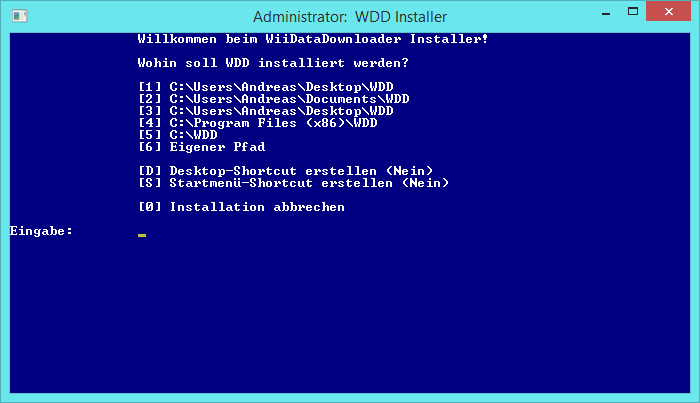 Administrator: WDD Installer
Willkommen beim WiiDataDownloader Installer!
Wohin soll WDD installiert werden?
[1] C:\Users\Andreas\Desktop\WDD
[2] C:\Users\Andreas\Documents\WDD
[3] C:\Users\Andreas\Desktop\WDD
[4] C:\Program Files (x86)\WDD
[5] C:\WDD
[6] Eigener Pfad
[D] Desktop-Shortcut erstellen (Nein)
[S] Startmenü-Shortcut erstellen (Nein)
[0] Installation abbrechen
Eingabe: